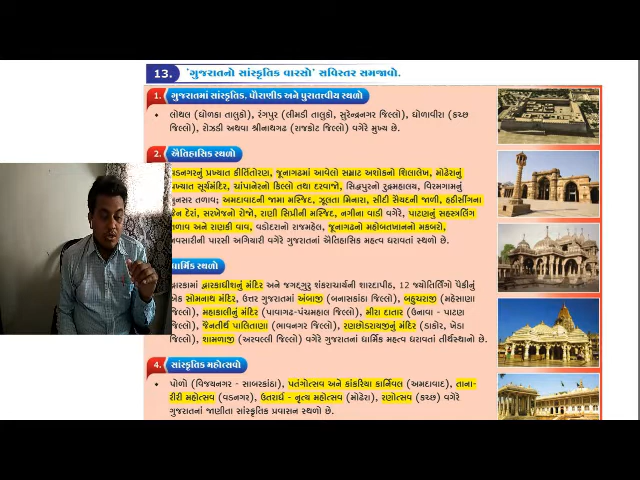 13. 'ગુજરાતનો સાંસ્કૃતિક વારસો' સવિસ્તર સમજાવો.
1. ગુજરાતમાં સાંસ્કૃતિક, પૌરાણીક અને પુરાતત્વીય સ્થળો
• લોથલ (ધોળકા તાલુકો), રંગપુર (લીમડી તાલુકો, સુરેન્દ્રનગર જિલ્લો), ધોળાવીરા (કચ્છ
જિલ્લો), રોઝડી અથવા શ્રીનાથગઢ (રાજકોટ જિલ્લો) વગેરે મુખ્ય છે.
2. ઐતિહાસિક સ્થળો
વડનગરનું પ્રખ્યાત કીર્તિતોરણ, જૂનાગઢમાં આવેલો સમ્રાટ અશોકનો શિલાલેખ, મોઢેરાનું
પ્રખ્યાત સૂર્યમંદિર, ચાંપાનેરનો કિલ્લો તથા દરવાજો, સિદ્ધપુરનો રુદ્રમહાલય, વિરમગામનું
મુનસર તળાવ; અમદાવાદની જામા મસ્જિદ, ઝૂલતા મિનારા, સીદી સૈયદની જાળી, હઠીસીંગના
જૈન દેરાં, સરખેજનો રોજો, રાણી સિપ્રીની મસ્જિદ, નગીના વાડી વગેરે, પાટણનું સહસ્ત્રલિંગ
તળાવ અને રાણકી વાવ, વડોદરાનો રાજમહેલ, જૂનાગઢનો મહોબતખાનનો મકબરો,
નવસારીની પારસી અગિયારી વગેરે ગુજરાતનાં ઐતિહાસિક મહત્વ ધરાવતાં સ્થળો છે.
ધાર્મિક સ્થળો
દ્વારકામાં દ્વારકાધીશનું મંદિર અને જગદ્ગુરુ શંકરાચાર્યની શારદાપીઠ, 12 જ્યોતિર્લિંગો પૈકીનું
એક સોમનાથ મંદિર, ઉત્તર ગુજરાતમાં અંબાજી (બનાસકાંઠા જિલ્લો), બહુચરાજી (મહેસાણા
જિલ્લો), મહાકાલીનું મંદિર (પાવાગઢ-પંચમહાલ જિલ્લો), મીરા દાતાર (ઉનાવા - પાટણ
જિલ્લો), જૈનતીર્થ પાલિતાણા (ભાવનગર જિલ્લો), રણછોડરાયજીનું મંદિર (ડાકોર, ખેડા
જિલ્લો), શામળાજી (અરવલ્લી જિલ્લો) વગેરે ગુજરાતનાં ધાર્મિક મહત્વ ધરાવતાં તીર્થસ્થાનો છે.
4. સાંસ્કૃતિક મહોત્સવો
• પોળો (વિજયનગર - સાબરકાંઠા), પતંગોત્સવ અને કાંકરિયા કાર્નિવલ (અમદાવાદ), તાના-
રીરી મહોત્સવ (વડનગર), ઉતરાર્ધ - નૃત્ય મહોત્સવ (મોઢેરા), રણોત્સવ (કચ્છ) વગેરે
ગુજરાતનાં જાણીતા સાંસ્કૃતિક પ્રવાસન સ્થળો છે.